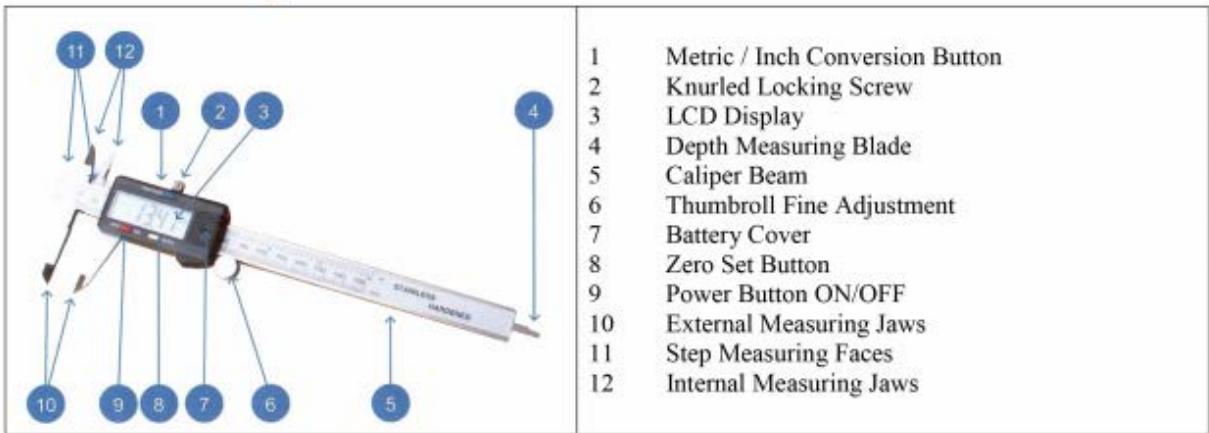 11 12
1 2 3 4
13.47
STAINLESS
HARDENED
10 9 8 7 6 5
1 Metric / Inch Conversion Button
2 Knurled Locking Screw
3 LCD Display
4 Depth Measuring Blade
5 Caliper Beam
6 Thumbroll Fine Adjustment
7 Battery Cover
8 Zero Set Button
9 Power Button ON/OFF
10 External Measuring Jaws
11 Step Measuring Faces
12 Internal Measuring Jaws